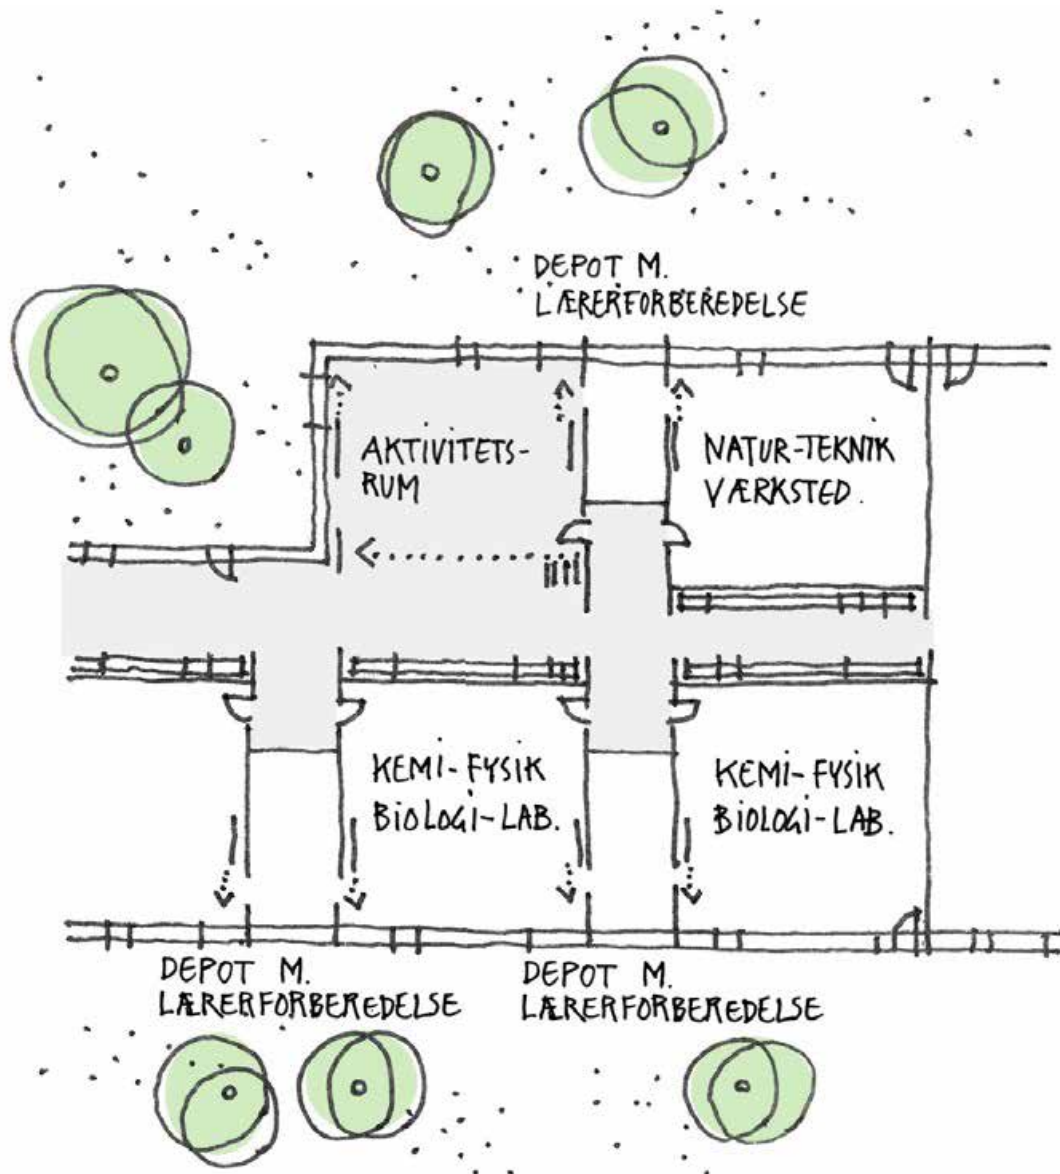 DEPOT M.
LÆRERFORBEREDELSE
AKTIVITETS-
RUM
NATUR-TEKNIK
VÆRKSTED.
KEMI-FYSIK
BIOLOGI-LAB.
KEMI-FYSIK
BIOLOGI-LAB.
DEPOT M.
LÆRERFORBEREDELSE
DEPOT M.
LÆRERFORBEREDELSE